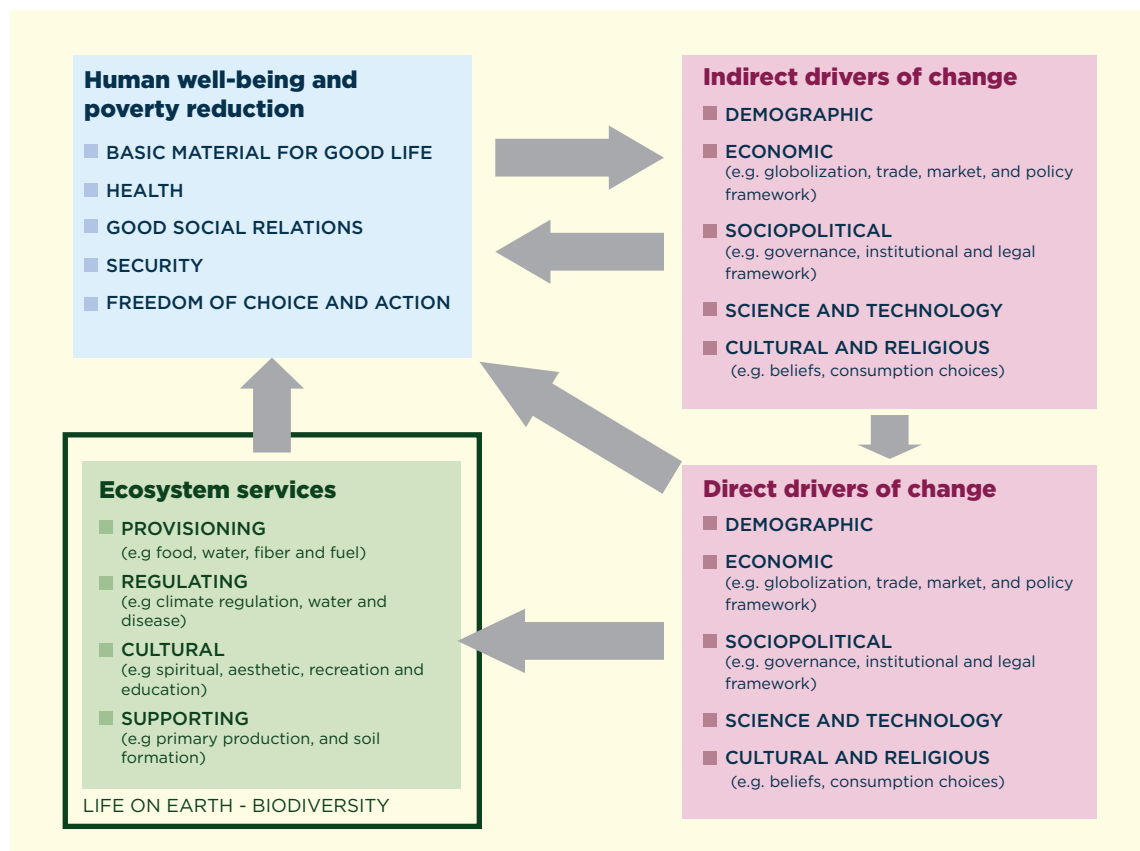 Human well-being and
poverty reduction
BASIC MATERIAL FOR GOOD LIFE
HEALTH
GOOD SOCIAL RELATIONS
SECURITY
FREEDOM OF CHOICE AND ACTION
Indirect drivers of change
DEMOGRAPHIC
ECONOMIC
(e.g. globolization, trade, market, and policy
framework)
SOCIOPOLITICAL
(e.g. governance, institutional and legal
framework)
SCIENCE AND TECHNOLOGY
CULTURAL AND RELIGIOUS
(e.g. beliefs, consumption choices)
Ecosystem services
PROVISIONING
(e.g food, water, fiber and fuel)
REGULATING
(e.g climate regulation, water and
disease)
CULTURAL
(e.g spiritual, aesthetic, recreation and
education)
SUPPORTING
(e.g primary production, and soil
formation)
LIFE ON EARTH - BIODIVERSITY
Direct drivers of change
DEMOGRAPHIC
ECONOMIC
(e.g. globolization, trade, market, and policy
framework)
SOCIOPOLITICAL
(e.g. governance, institutional and legal
framework)
SCIENCE AND TECHNOLOGY
CULTURAL AND RELIGIOUS
(e.g. beliefs, consumption choices)